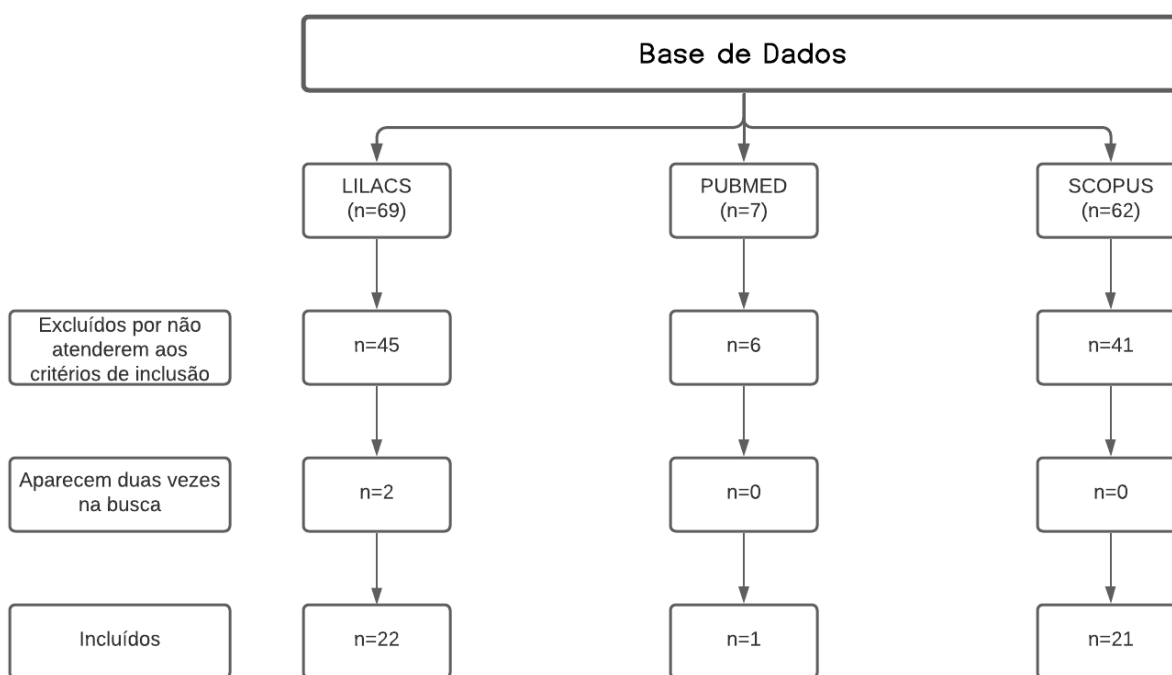 Base de Dados
LILACS
(n=69)
PUBMED
(n=7)
SCOPUS
(n=62)
Excluídos por não
atenderem aos
critérios de inclusão
n=45
n=6
n=41
Aparecem duas vezes
na busca
n=2
n=0
n=0
Incluídos
n=22
n=1
n=21